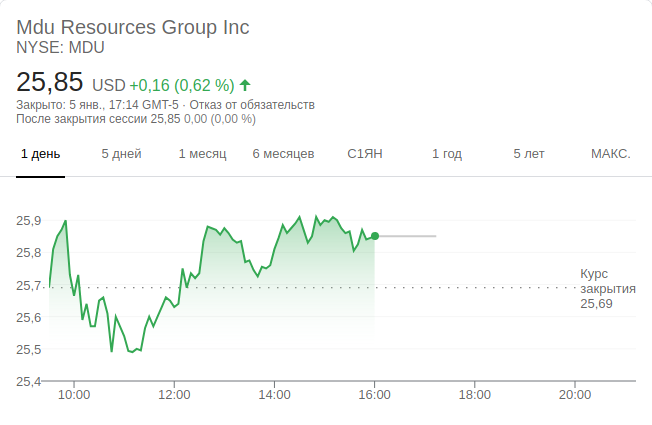 Mdu Resources Group Inc
NYSE: MDU
25,85 USD +0,16 (0,62 %)
Закрыто: 5 янв., 17:14 GMT-5 · Отказ от обязательств
После закрытия сессии 25,85 0,00 (0,00 %)
1 день 5 дней 1 месяц 6 месяцев С1ЯН 1 год 5 лет МАКС.
25,9
25,8
25,7
25,6
25,5
25,4
Курс
закрытия
25,69
10:00 12:00 14:00 16:00 18:00 20:00